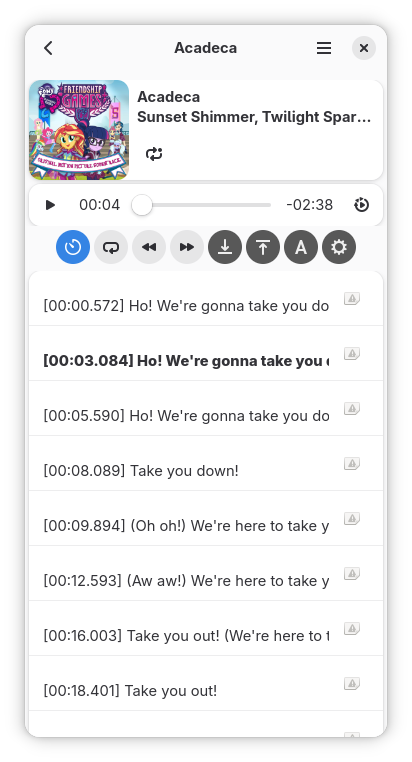 Acadeca
MY LITTLE PONY
FRIENDSHIP
GAMES
Acadeca
Sunset Shimmer, Twilight Spar…
00:04
-02:38
A
[00:00.572] Ho! We're gonna take you do
[00:03.084] Ho! We're gonna take you
[00:05.590] Ho! We're gonna take you do
[00:08.089] Take you down!
[00:09.894] (Oh oh!) We're here to take y
[00:12.593] (Aw aw!) We're here to take y
[00:16.003] Take you out! (We're here to t
[00:18.401] Take you out!